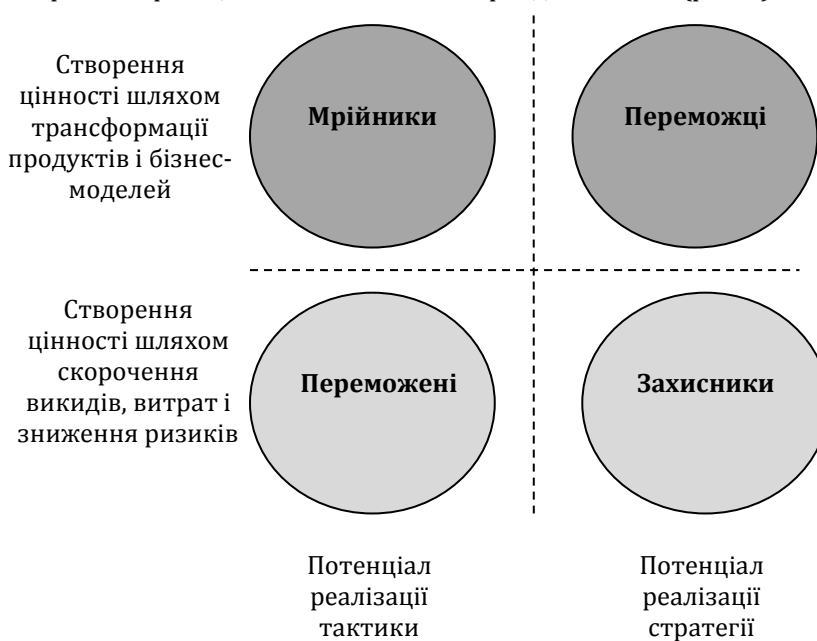 Створення
цінності шляхом
трансформації
продуктів і бізнес-
моделей
Мрійники
Переможці
Створення
цінності шляхом
скорочення
викидів, витрат і
зниження ризиків
Переможені
Захисники
Потенціал
реалізації
тактики
Потенціал
реалізації
стратегії